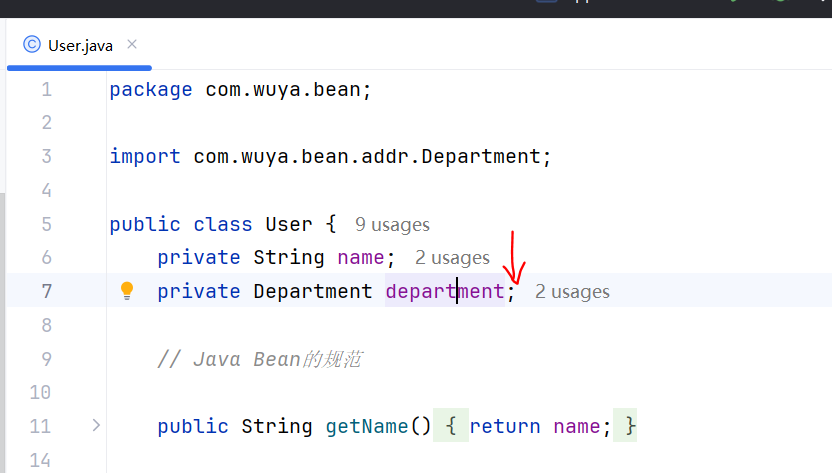 User.java
1 package com.wuya.bean;
2
3 import com.wuya.bean.addr.Department;
4
5 public class User { 9 usages
6 private String name; 2 usages
7 private Department department; 2 usages
8
9 // Java Bean的规范
10
11 public String getName() { return name; }
14